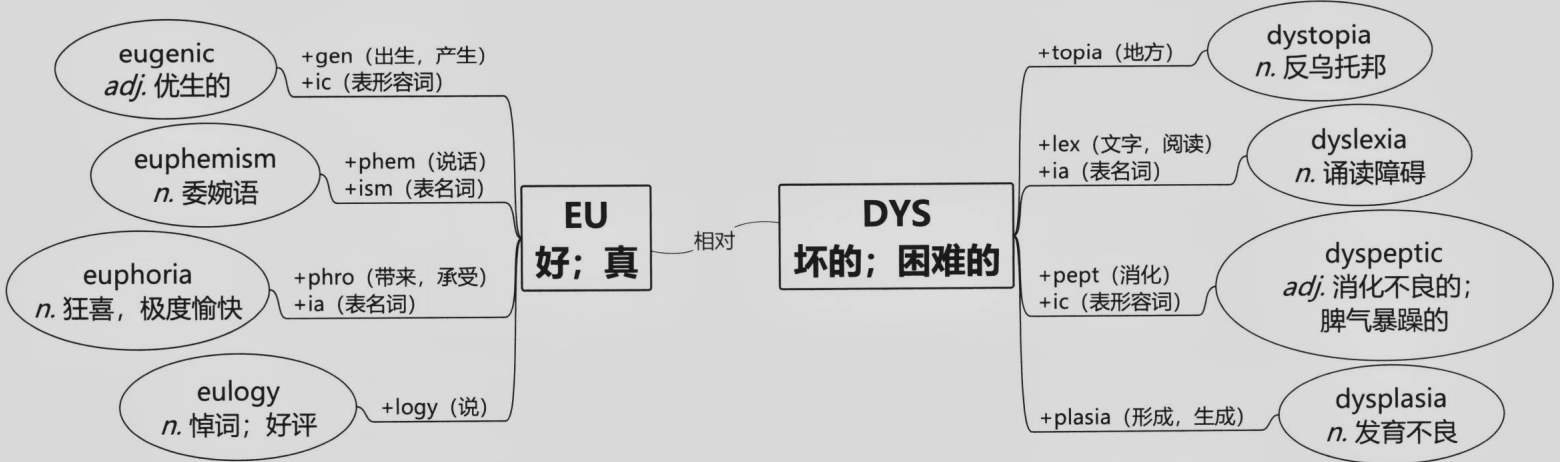 eugenic
adj. 优生的
+gen（出生，产生）
+ic（表形容词）
euphemism
n. 委婉语
+phem（说话）
+ism（表名词）
euphoria
n. 狂喜，极度愉快
+phro（带来，承受）
+ia（表名词）
eulogy
n. 悼词；好评
+logy（说）
EU
好；真
相对
DYS
坏的；困难的
+topia（地方）
dystopia
n. 反乌托邦
+lex（文字，阅读）
+ia（表名词）
dyslexia
n. 诵读障碍
+pept（消化）
+ic（表形容词）
dyspeptic
adj. 消化不良的；
脾气暴躁的
+plasia（形成，生成）
dysplasia
n. 发育不良